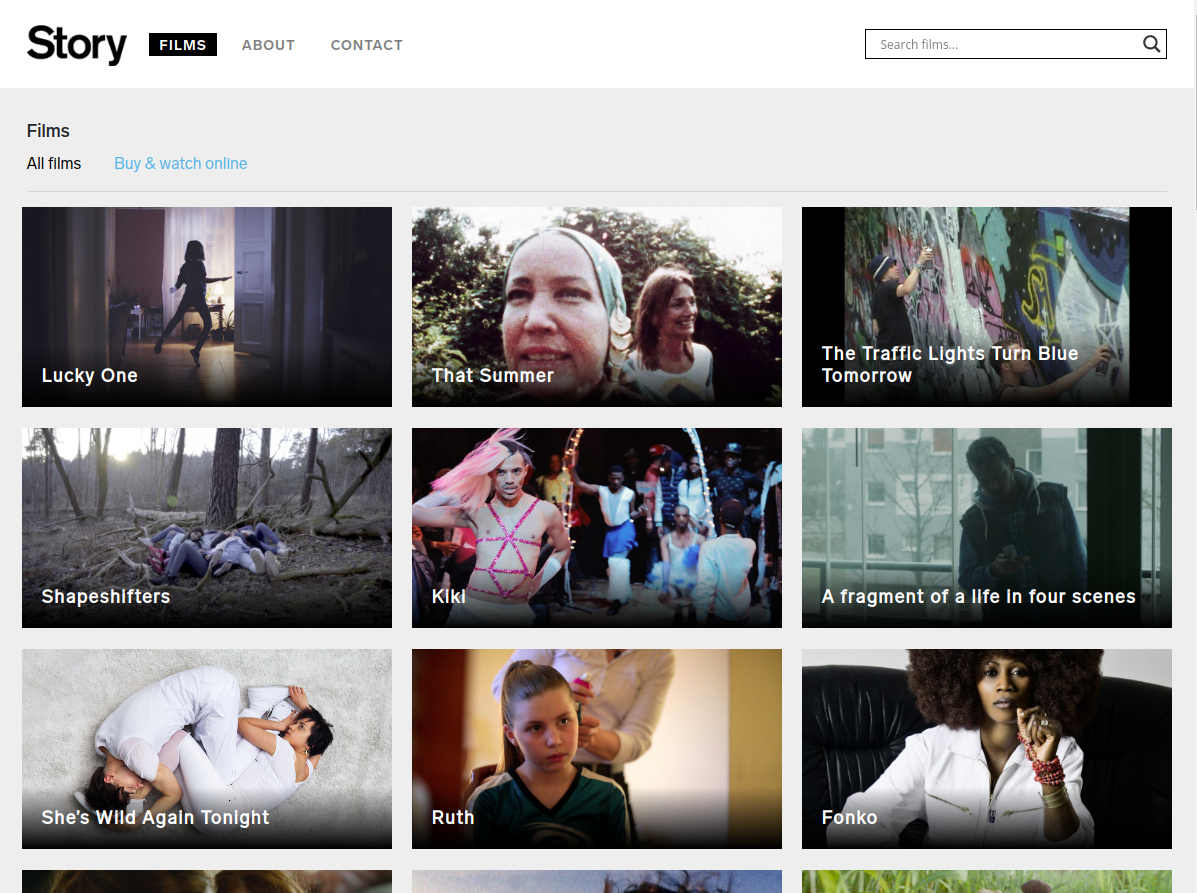 Story
FILMS
ABOUT
CONTACT
Search films...
Films
All films
Buy & watch online
Lucky One
That Summer
The Traffic Lights Turn Blue
Tomorrow
Shapeshifters
Kiki
A fragment of a life in four scenes
She's Wild Again Tonight
Ruth
Fonko